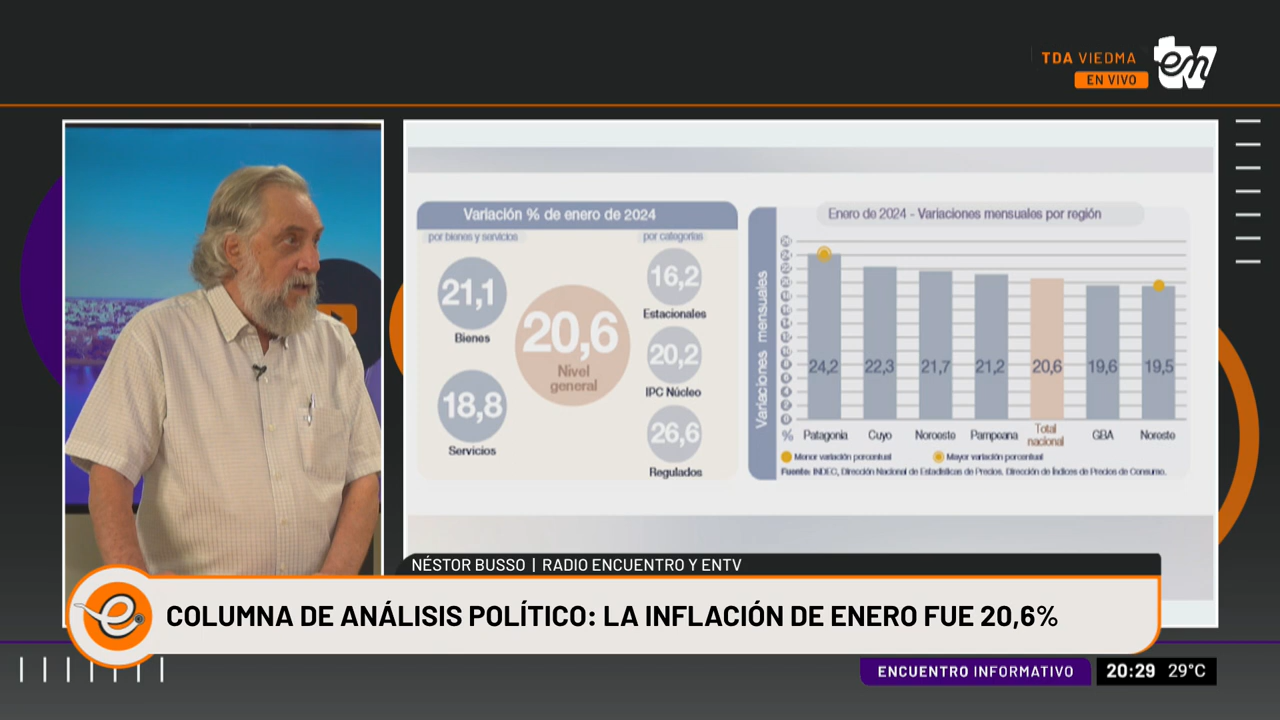 TDA VIEDMA
EN VIVO
en
tv
Variación % de enero de 2024
por bienes y servicios
por categorías
21,1
Bienes
18,8
Servicios
20,6
Nivel
general
16,2
Estacionales
20,2
IPC Núcleo
26,6
Regulados
Enero de 2024 - Variaciones mensuales por región
Variaciones mensuales
%
24,2
22,3
21,7
21,2
20,6
19,6
19,5
Patagonia
Cuyo
Noroeste
Pampeana
Total
nacional
GBA
Noreste
Menor variación porcentual
Mayor variación porcentual
Fuente: INDEC, Dirección Nacional de Estadísticas de Precios. Dirección de Índices de Precios de Consumo.
NÉSTOR BUSSO | RADIO ENCUENTRO Y ENTV
e
COLUMNA DE ANÁLISIS POLÍTICO: LA INFLACIÓN DE ENERO FUE 20,6%
ENCUENTRO INFORMATIVO
20:29 29°C